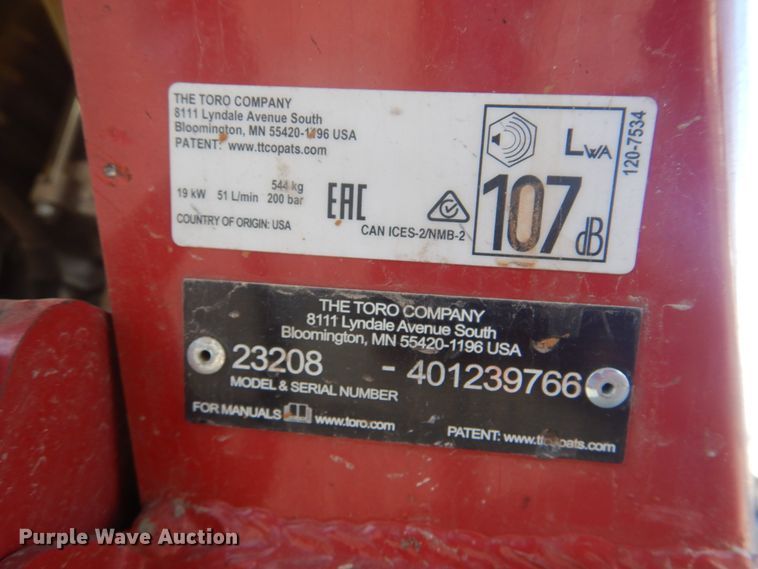 THE TORO COMPANY
8111 Lyndale Avenue South
Bloomington, MN 55420-1196 USA
PATENT: www.ttcopats.com
544 kg
19 kW 51 L/min 200 bar
COUNTRY OF ORIGIN: USA
EAC
CAN ICES-2/NMB-2
LWA
107 dB
120-7534
THE TORO COMPANY
8111 Lyndale Avenue South
Bloomington, MN 55420-1196 USA
23208 - 401239766
MODEL & SERIAL NUMBER
FOR MANUALS www.toro.com
PATENT: www.ttcopats.com
Purple Wave Auction